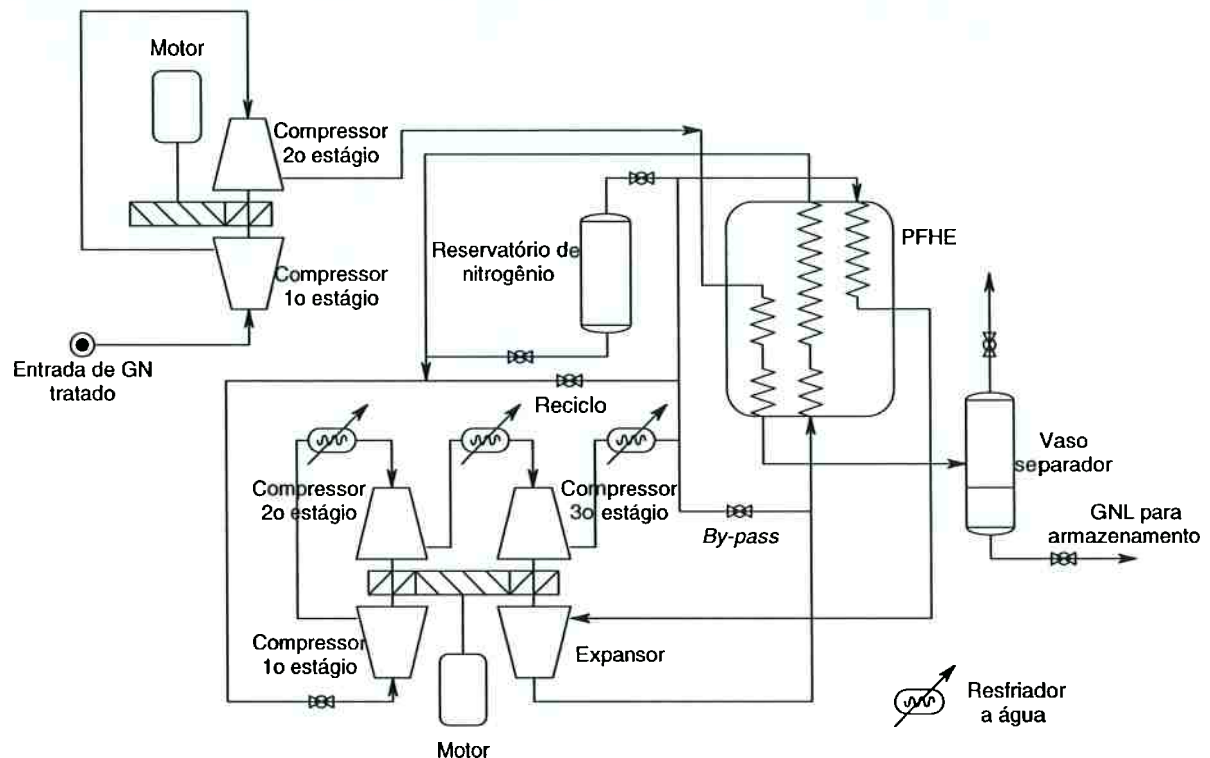 Motor
Compressor
2o estágio
Compressor
1o estágio
Entrada de GN
tratado
Reservatório de
nitrogênio
PFHE
Reciclo
Compressor
2o estágio
Compressor
3o estágio
By-pass
Vaso
separador
GNL para
armazenamento
Compressor
1o estágio
Expansor
Motor
Resfriador
a água